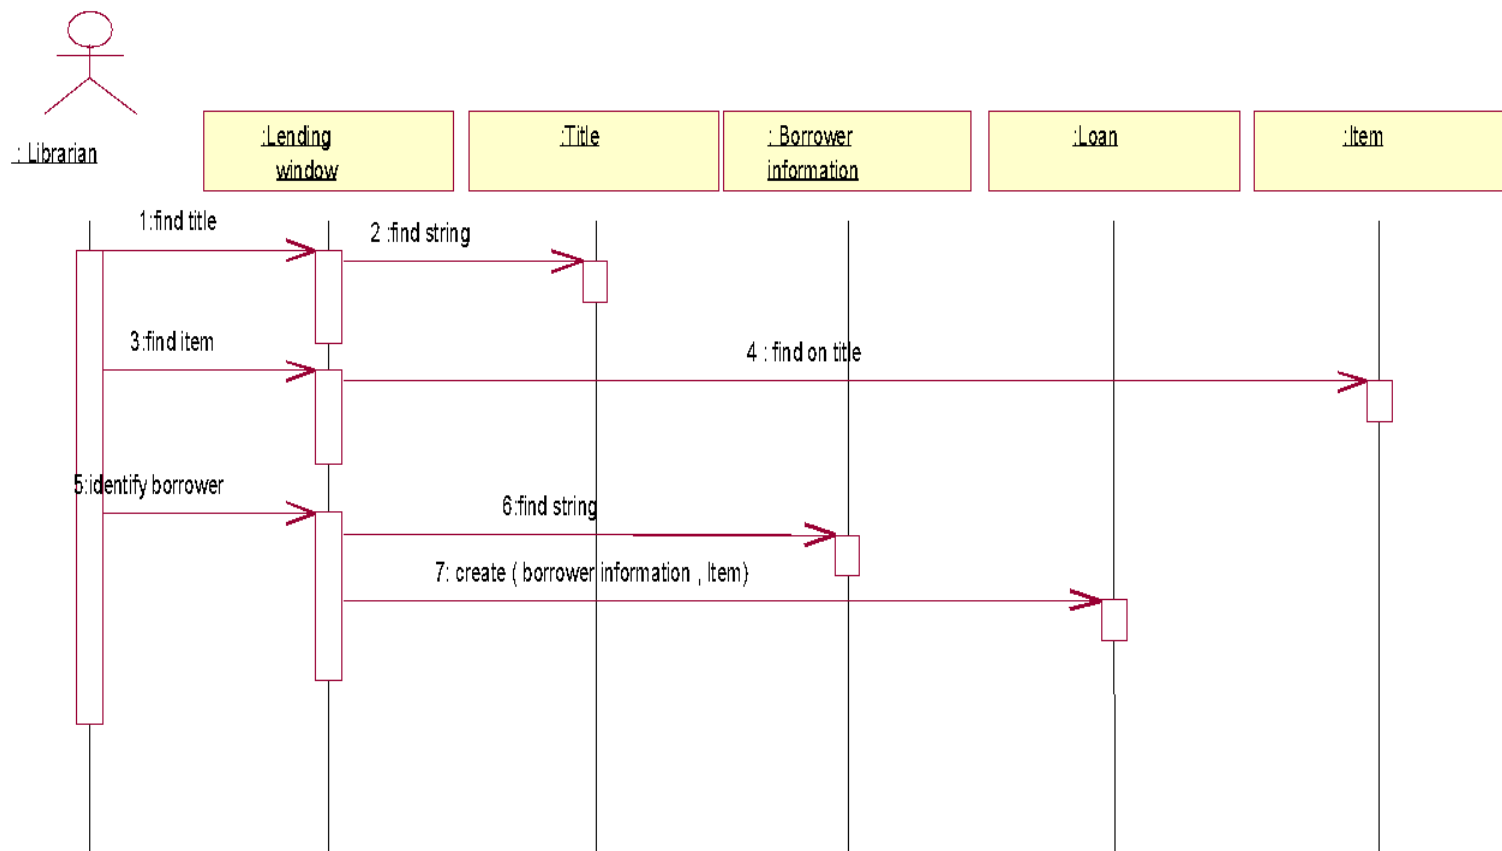 : Librarian
:Lending
window
:Title
: Borrower
information
:Loan
:Item
1:find title
2 :find string
3:find item
4 : find on title
5:identify borrower
6:find string
7: create ( borrower information , Item)